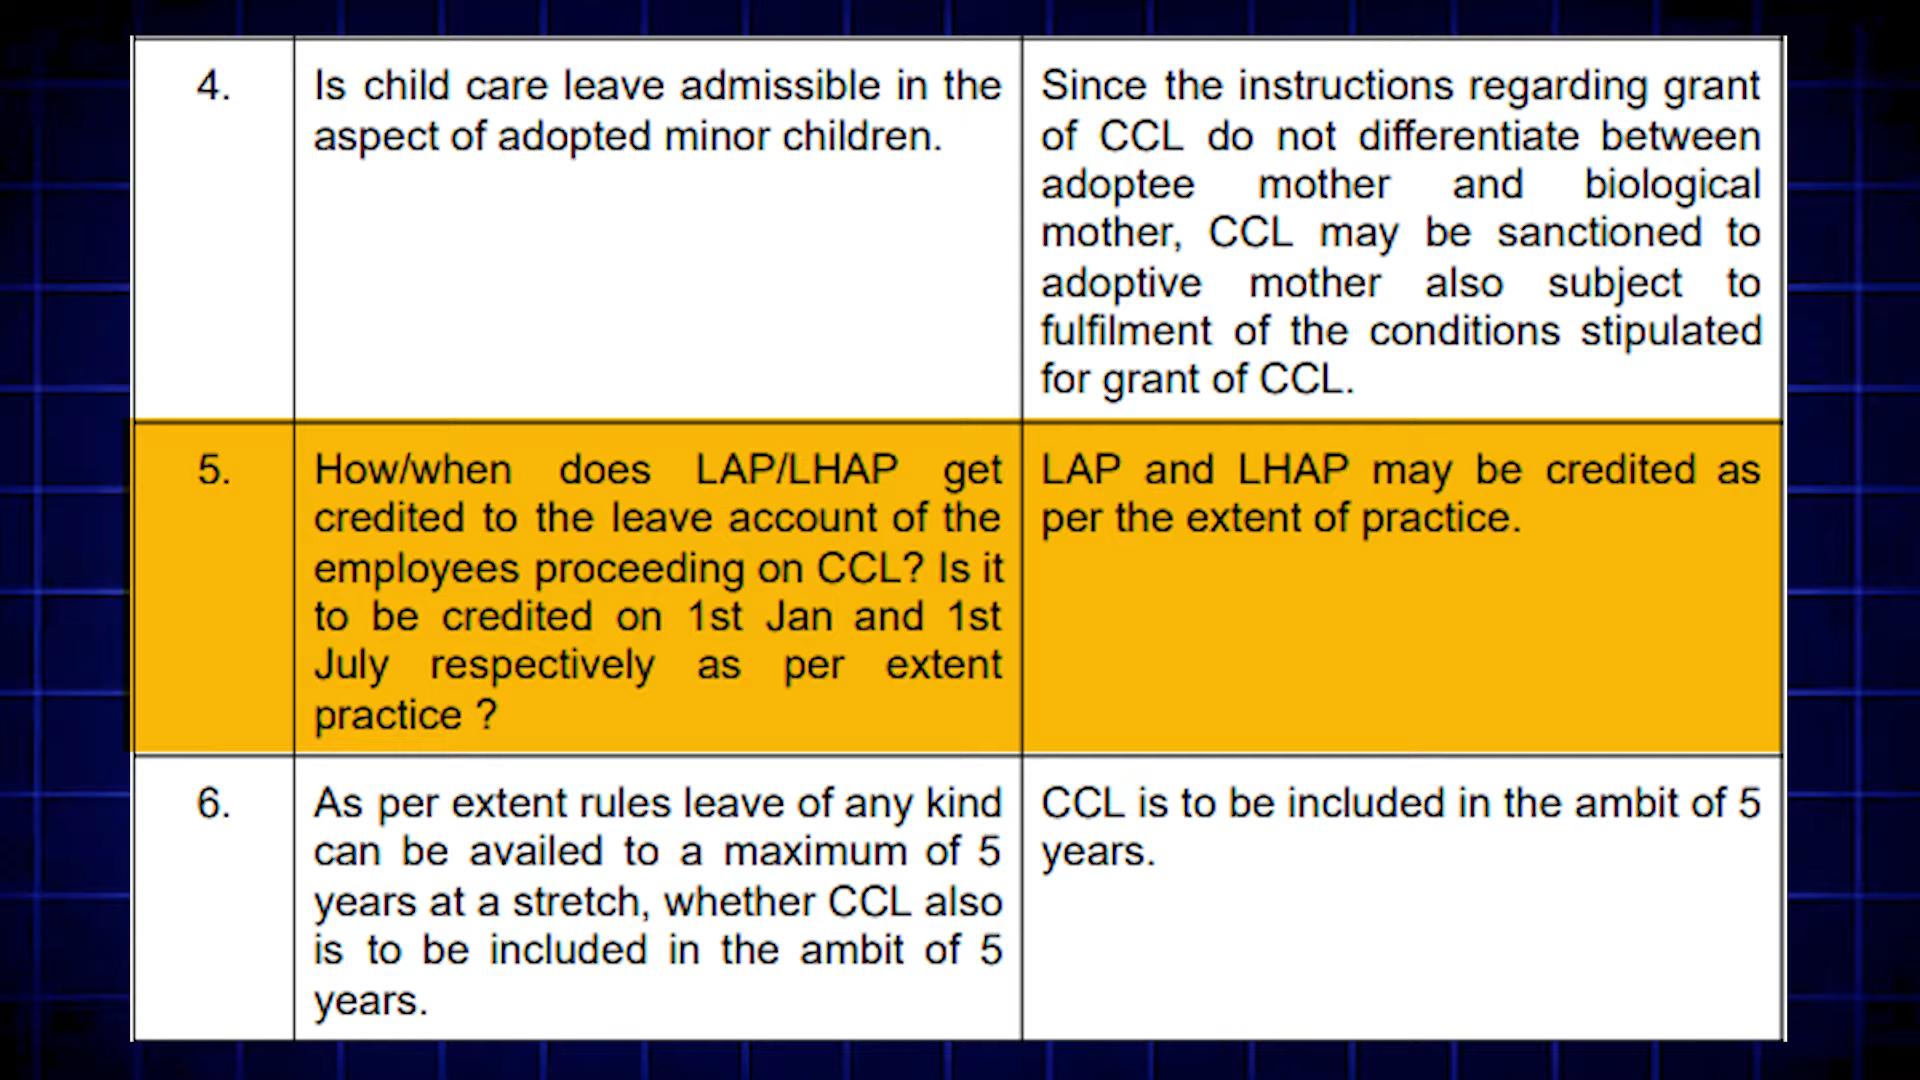 4.
Is child care leave admissible in the
aspect of adopted minor children.
Since the instructions regarding grant
of CCL do not differentiate between
adoptee mother and biological
mother, CCL may be sanctioned to
adoptive mother also subject to
fulfilment of the conditions stipulated
for grant of CCL.
5.
How/when does LAP/LHAP get
credited to the leave account of the
employees proceeding on CCL? Is it
to be credited on 1st Jan and 1st
July respectively as per extent
practice ?
LAP and LHAP may be credited as
per the extent of practice.
6.
As per extent rules leave of any kind
can be availed to a maximum of 5
years at a stretch, whether CCL also
is to be included in the ambit of 5
years.
CCL is to be included in the ambit of 5
years.